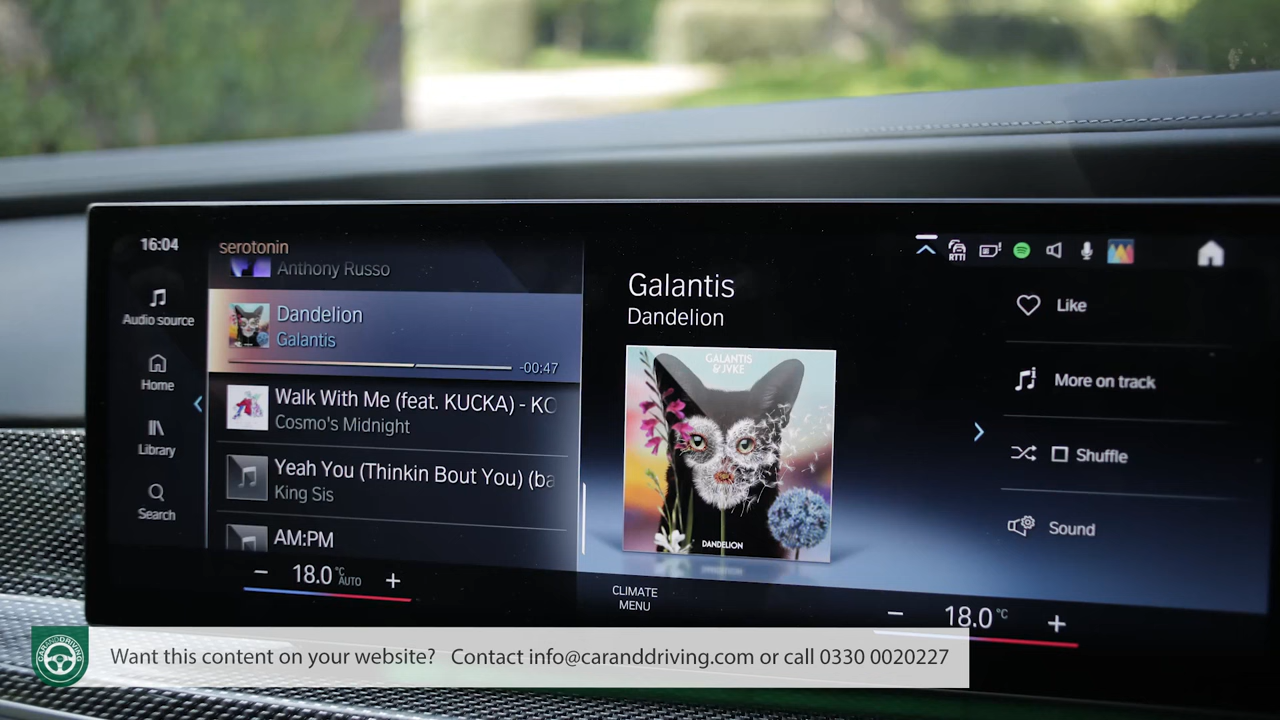 16:04
serotonin
RTTI
Audio source
Home
Library
Search
Anthony Russo
Dandelion
Galantis
-00:47
Walk With Me (feat. KUCKA) - KO
Cosmo's Midnight
Yeah You (Thinkin Bout You) (ba
King Sis
AM:PM
Galantis
Dandelion
GALANTIS
& JVKE
DANDELION
Like
More on track
Shuffle
Sound
− 18.0 °C AUTO +
CLIMATE
MENU
− 18.0 °C +
CARANDDRIVING
Want this content on your website? Contact info@caranddriving.com or call 0330 0020227